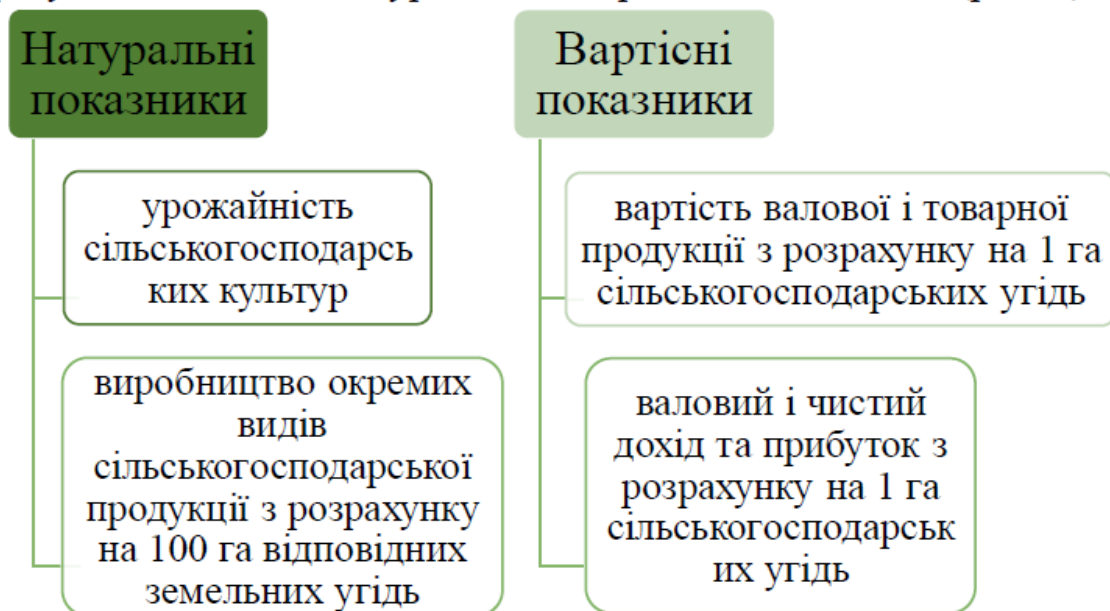 Натуральні
показники
урожайність
сільськогосподарсь
ких культур
виробництво окремих
видів
сільськогосподарської
продукції з розрахунку
на 100 га відповідних
земельних угідь
Вартісні
показники
вартість валової і товарної
продукції з розрахунку на 1 га
сільськогосподарських угідь
валовий і чистий
дохід та прибуток з
розрахунку на 1 га
сільськогосподарськ
их угідь